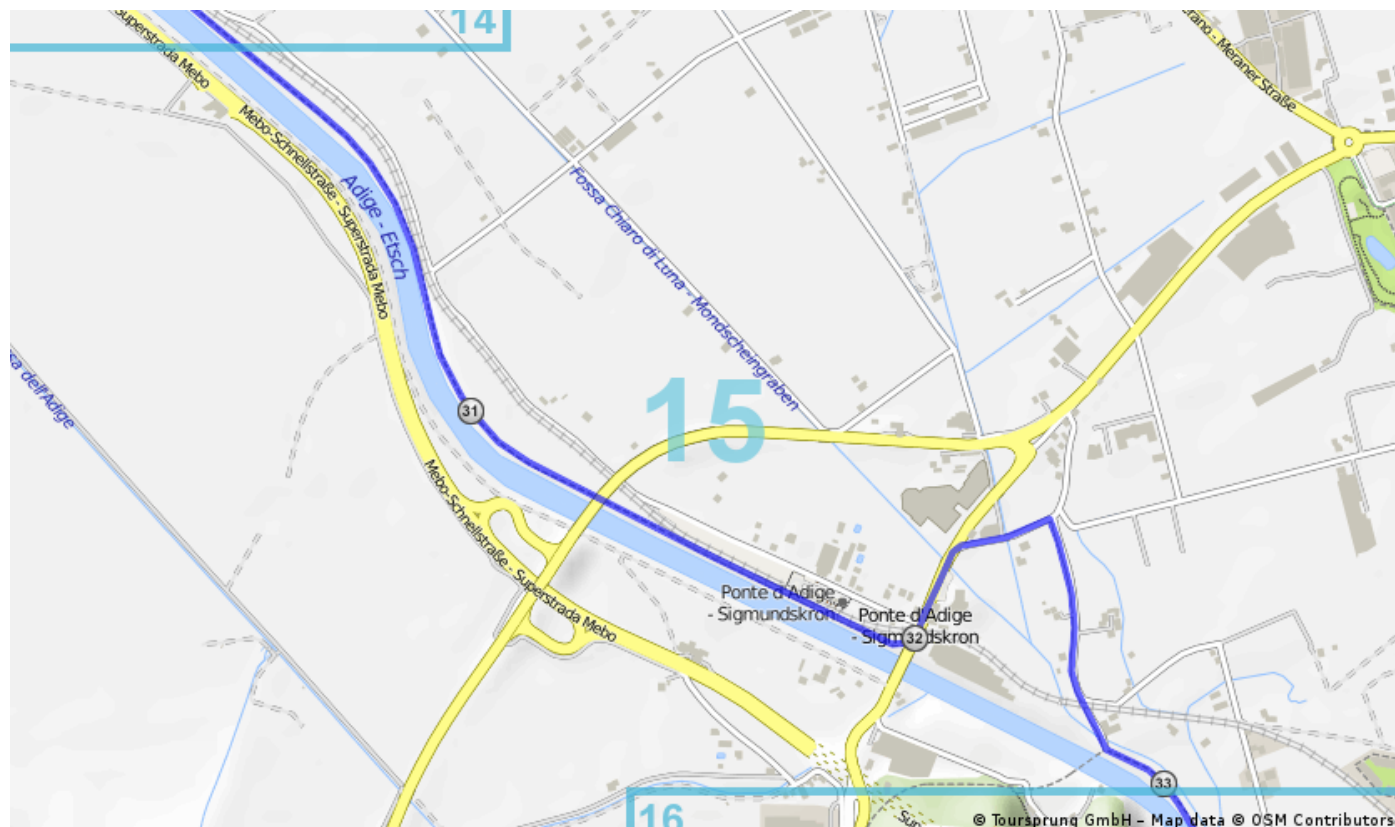 14
Superstrada Mebo
Mebo-Schnellstraße - Superstrada Mebo
Adige - Etsch
Fossa Chiaro di Luna - Mondscheingraben
rano - Meraner Straße
sa dell'Adige
31
15
Mebo-Schnellstraße - Superstrada Mebo
Ponte d'Adige
- Sigmundskron
Ponte d'Adige
- Sigmundskron
32
33
16
Sup
© Toursprung GmbH – Map data © OSM Contributors